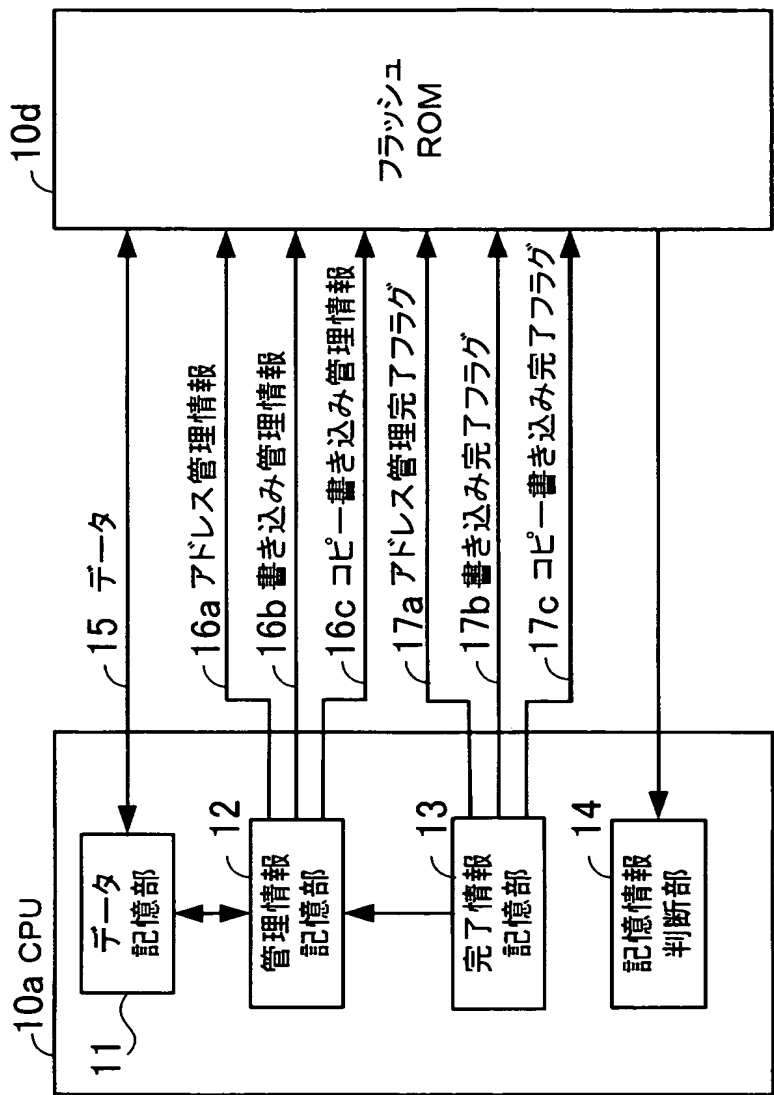 10a CPU
11
データ
記憶部
12
管理情報
記憶部
13
完了情報
記憶部
14
記憶情報
判断部
15 データ
16a アドレス管理情報
16b 書き込み管理情報
16c コピー書き込み管理情報
17a アドレス管理完了フラグ
17b 書き込み完了フラグ
17c コピー書き込み完了フラグ
10d
フラッシュ
ROM